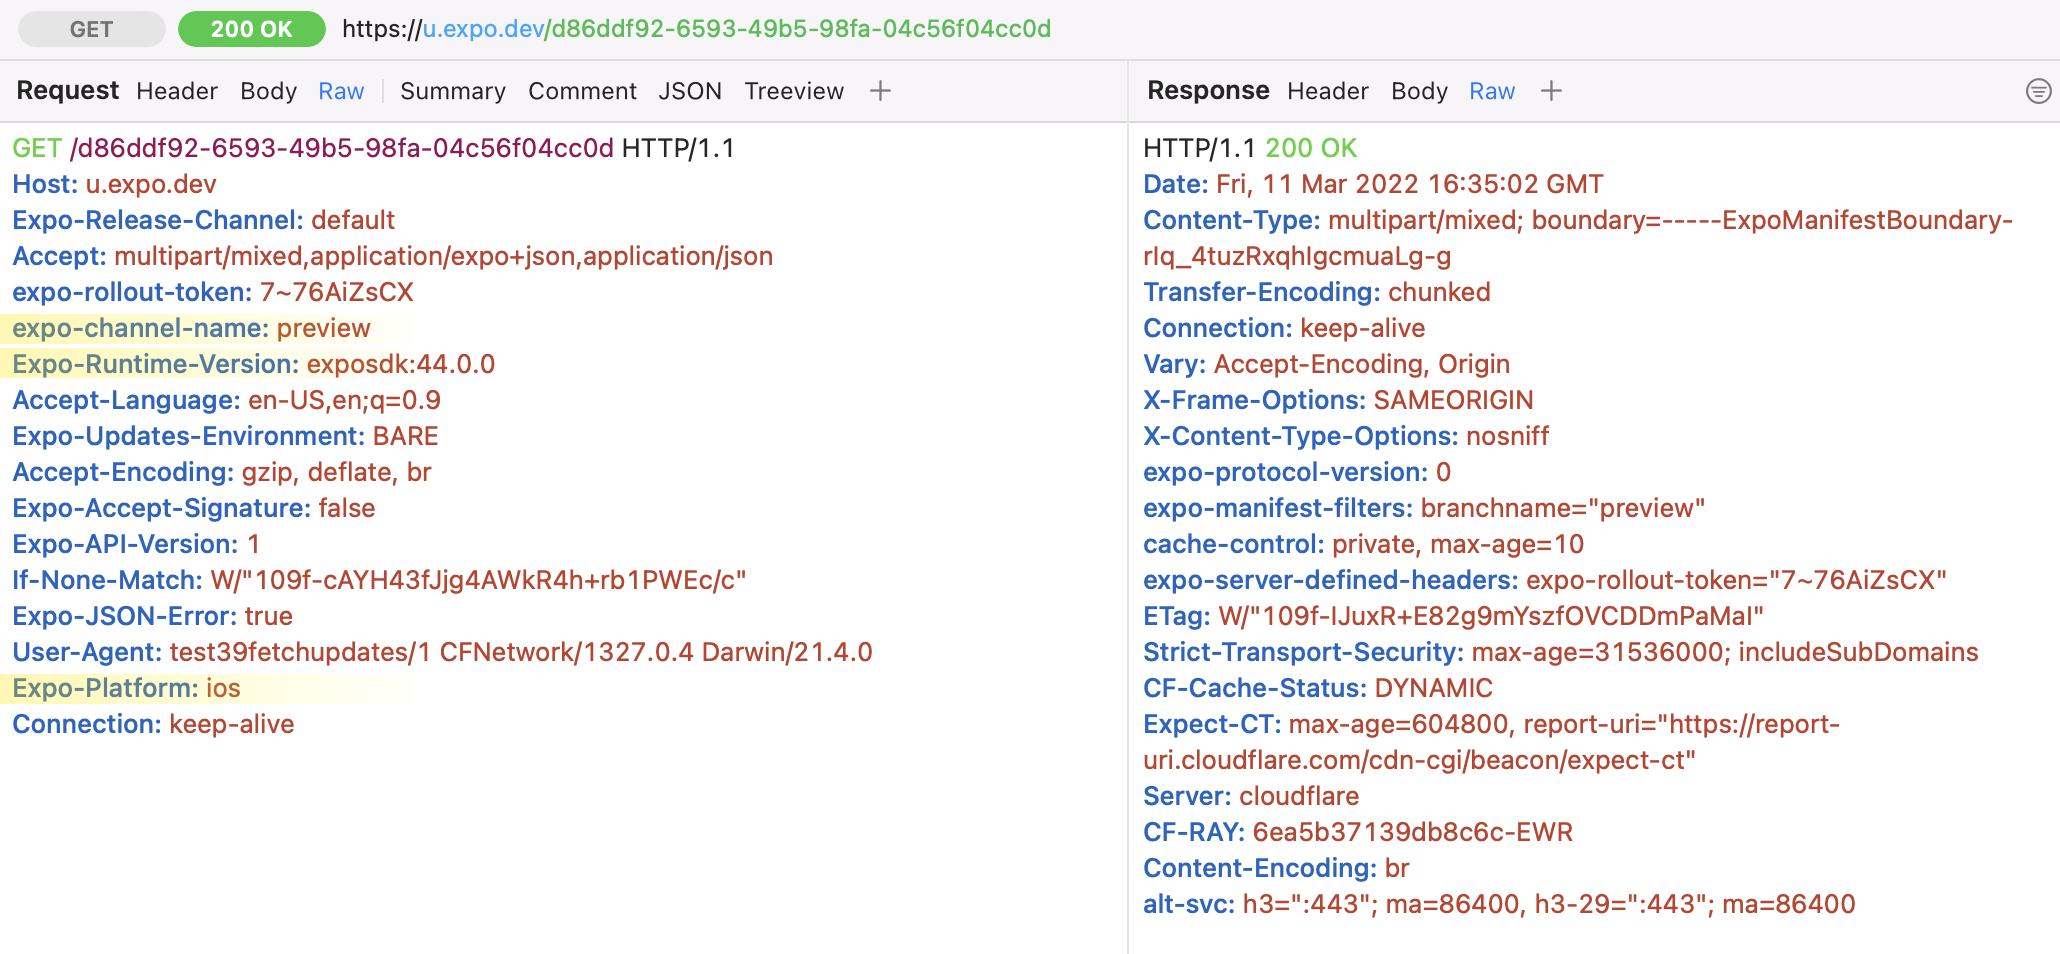 GET 200 OK https://u.expo.dev/d86ddf92-6593-49b5-98fa-04c56f04cc0d
Request Header Body Raw Summary Comment JSON Treeview +
GET /d86ddf92-6593-49b5-98fa-04c56f04cc0d HTTP/1.1
Host: u.expo.dev
Expo-Release-Channel: default
Accept: multipart/mixed,application/expo+json,application/json
expo-rollout-token: 7~76AiZsCX
expo-channel-name: preview
Expo-Runtime-Version: exposdk:44.0.0
Accept-Language: en-US,en;q=0.9
Expo-Updates-Environment: BARE
Accept-Encoding: gzip, deflate, br
Expo-Accept-Signature: false
Expo-API-Version: 1
If-None-Match: W/"109f-cAYH43fJjg4AWkR4h+rb1PWEc/c"
Expo-JSON-Error: true
User-Agent: test39fetchupdates/1 CFNetwork/1327.0.4 Darwin/21.4.0
Expo-Platform: ios
Connection: keep-alive
Response Header Body Raw +
HTTP/1.1 200 OK
Date: Fri, 11 Mar 2022 16:35:02 GMT
Content-Type: multipart/mixed; boundary=-----ExpoManifestBoundary-
rIq_4tuzRxqhIgcmuaLg-g
Transfer-Encoding: chunked
Connection: keep-alive
Vary: Accept-Encoding, Origin
X-Frame-Options: SAMEORIGIN
X-Content-Type-Options: nosniff
expo-protocol-version: 0
expo-manifest-filters: branchname="preview"
cache-control: private, max-age=10
expo-server-defined-headers: expo-rollout-token="7~76AiZsCX"
ETag: W/"109f-IJuxR+E82g9mYszfOVCDDmPaMaI"
Strict-Transport-Security: max-age=31536000; includeSubDomains
CF-Cache-Status: DYNAMIC
Expect-CT: max-age=604800, report-uri="https://report-
uri.cloudflare.com/cdn-cgi/beacon/expect-ct"
Server: cloudflare
CF-RAY: 6ea5b37139db8c6c-EWR
Content-Encoding: br
alt-svc: h3=":443"; ma=86400, h3-29=":443"; ma=86400